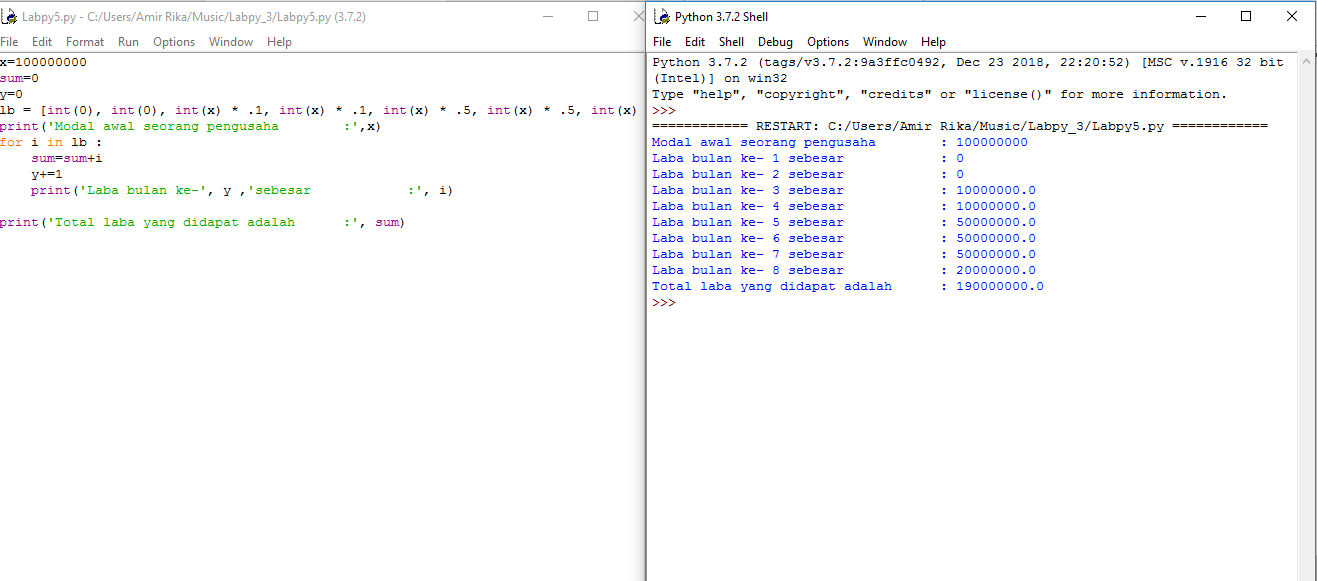 Labpy5.py - C:/Users/Amir Rika/Music/Labpy_3/Labpy5.py (3.7.2)
File Edit Format Run Options Window Help
x=100000000
sum=0
y=0
lb = [int(0), int(0), int(x) * .1, int(x) * .1, int(x) * .5, int(x) * .5, int(x)
print('Modal awal seorang pengusaha        :',x)
for i in lb :
    sum=sum+i
    y+=1
    print('Laba bulan ke-', y ,'sebesar            :', i)
print('Total laba yang didapat adalah      :', sum)
Python 3.7.2 Shell
File Edit Shell Debug Options Window Help
Python 3.7.2 (tags/v3.7.2:9a3ffc0492, Dec 23 2018, 22:20:52) [MSC v.1916 32 bit
(Intel)] on win32
Type "help", "copyright", "credits" or "license()" for more information.
>>>
============ RESTART: C:/Users/Amir Rika/Music/Labpy_3/Labpy5.py ============
Modal awal seorang pengusaha        : 100000000
Laba bulan ke- 1 sebesar            : 0
Laba bulan ke- 2 sebesar            : 0
Laba bulan ke- 3 sebesar            : 10000000.0
Laba bulan ke- 4 sebesar            : 10000000.0
Laba bulan ke- 5 sebesar            : 50000000.0
Laba bulan ke- 6 sebesar            : 50000000.0
Laba bulan ke- 7 sebesar            : 50000000.0
Laba bulan ke- 8 sebesar            : 20000000.0
Total laba yang didapat adalah      : 190000000.0
>>>